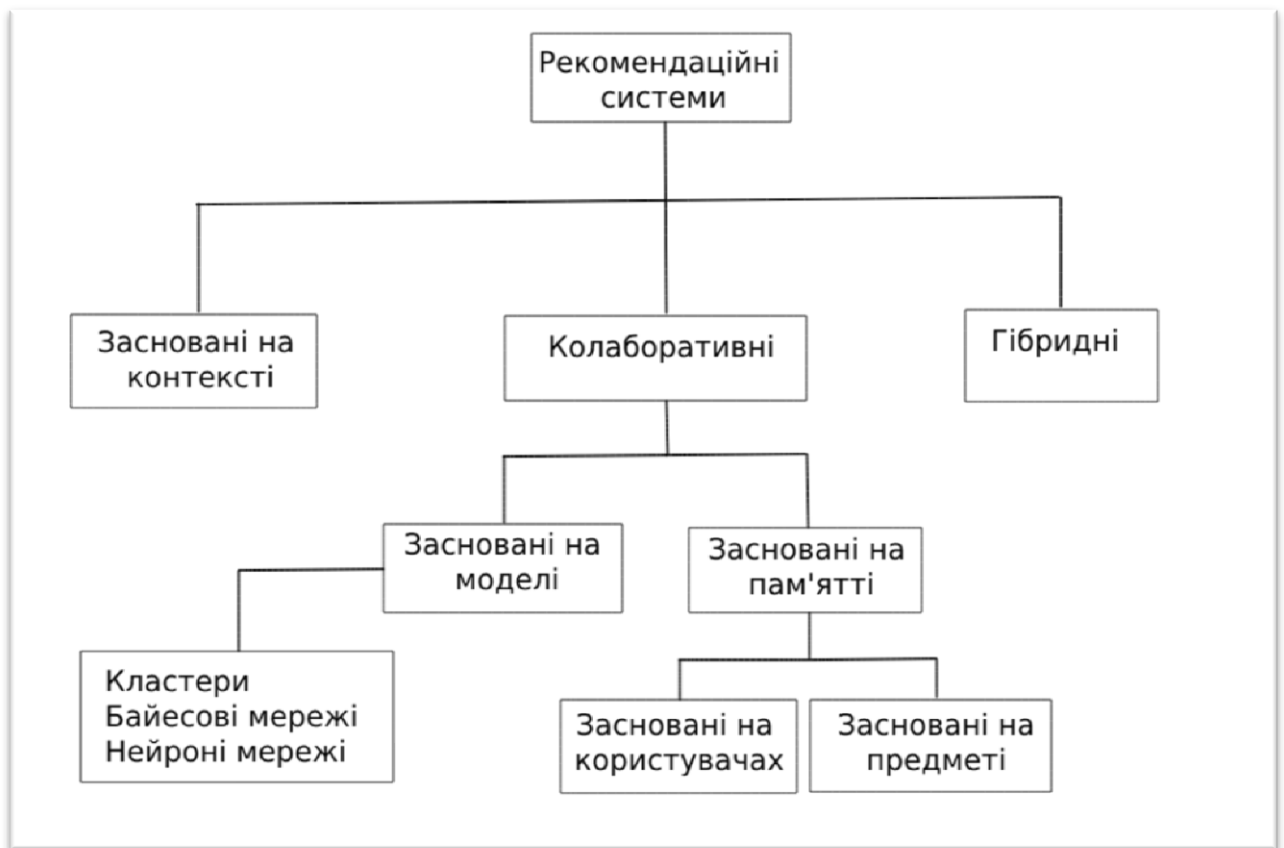 Рекомендаційні
системи
Засновані на
контексті
Колаборативні
Гібридні
Засновані на
моделі
Засновані на
пам'ятті
Кластери
Байесові мережі
Нейроні мережі
Засновані на
користувачах
Засновані на
предметі